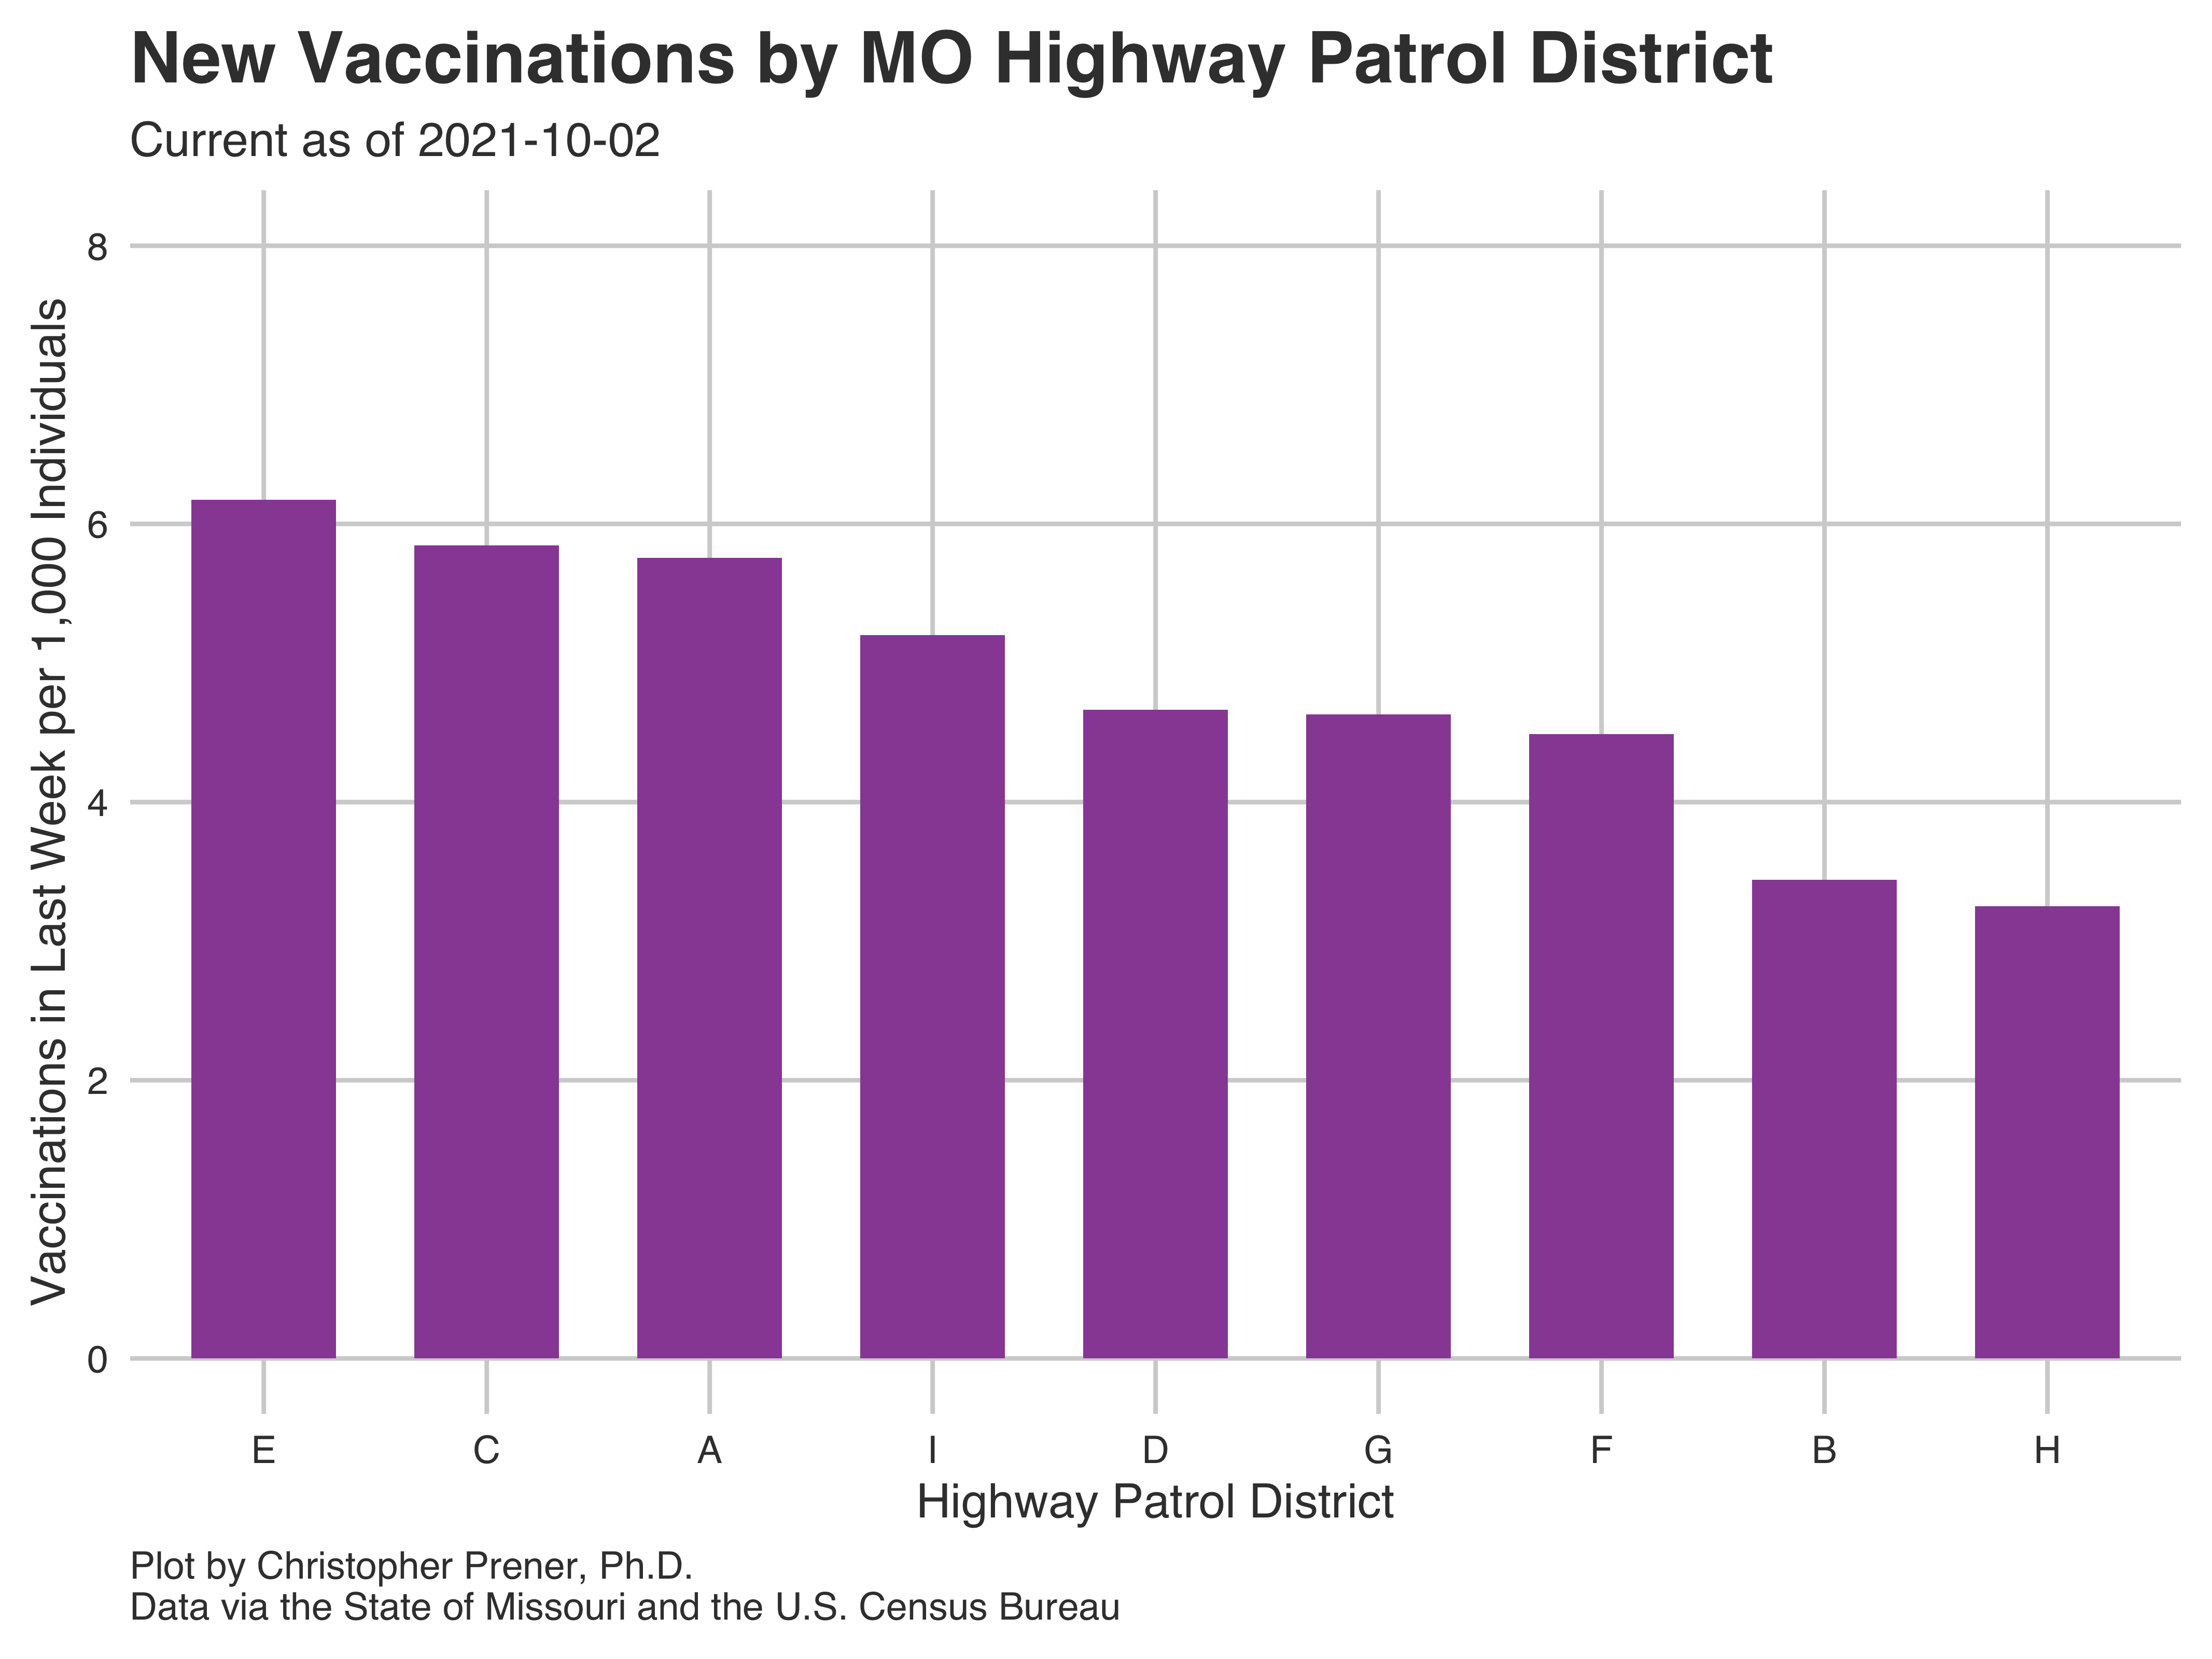 New Vaccinations by MO Highway Patrol District
Current as of 2021-10-02
Vaccinations in Last Week per 1,000 Individuals
8
6
4
2
0
E C A I D G F B H
Highway Patrol District
Plot by Christopher Prener, Ph.D.
Data via the State of Missouri and the U.S. Census Bureau